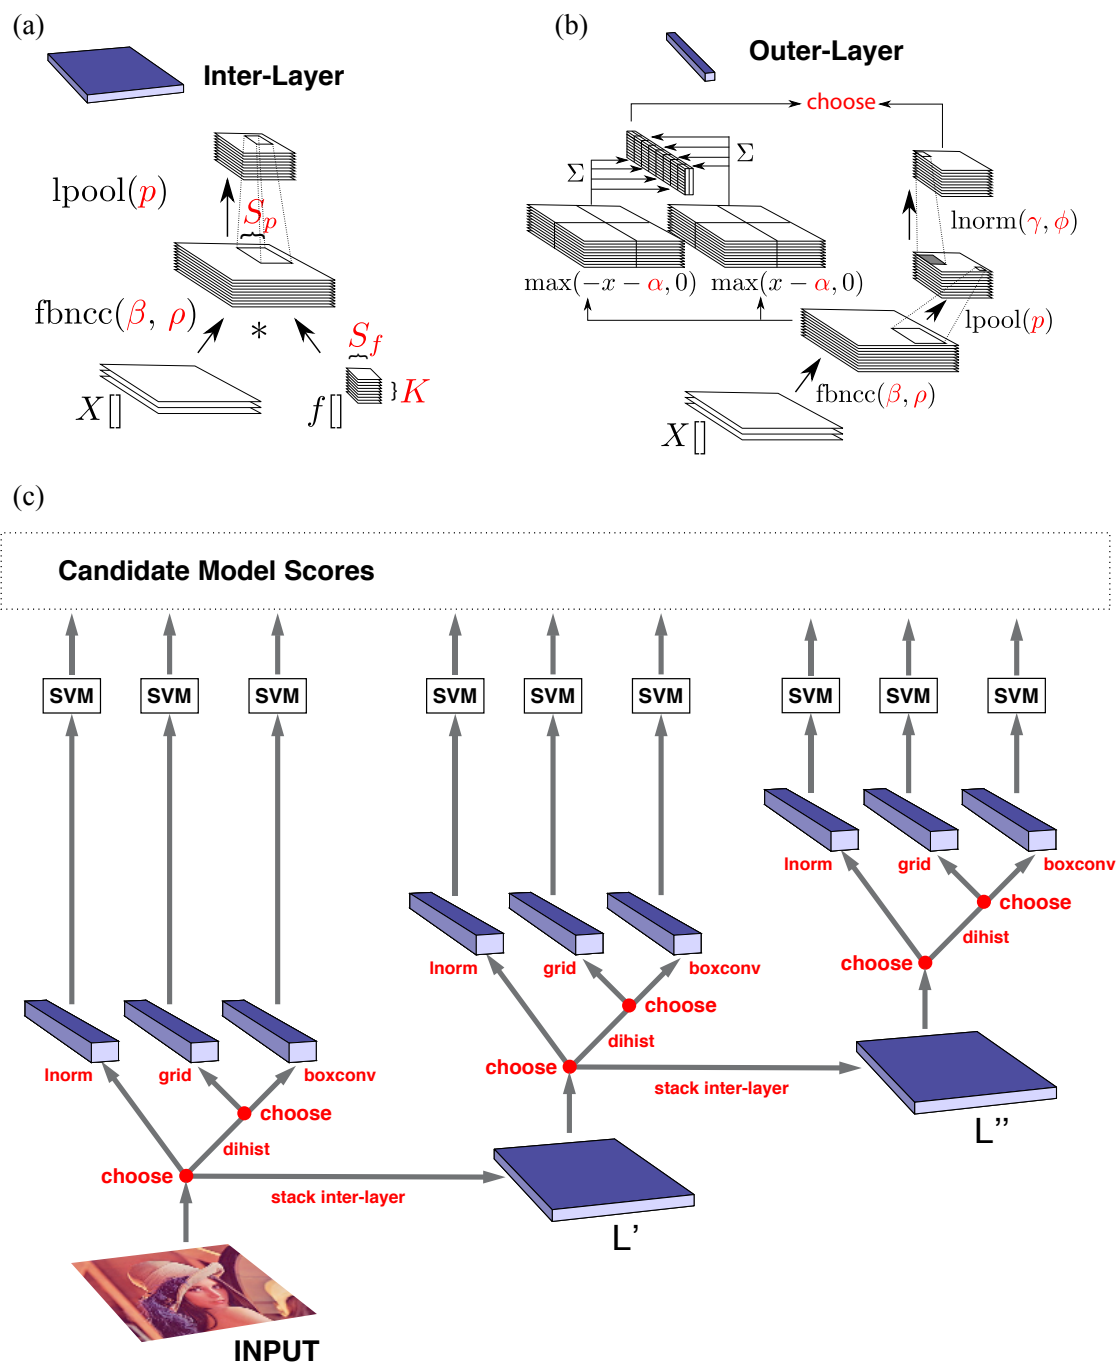 (a)
Inter-Layer
lpool(p)
S_p
fbncc(β, ρ)
*
S_f
X[]
f[]
} K
(b)
Outer-Layer
choose
Σ
Σ
lnorm(γ, ϕ)
max(−x − α, 0)
max(x − α, 0)
lpool(p)
fbncc(β, ρ)
X[]
(c)
Candidate Model Scores
SVM SVM SVM SVM SVM SVM SVM SVM SVM
lnorm grid boxconv
choose
dihist
choose
lnorm grid boxconv
choose
dihist
choose
stack inter-layer
lnorm grid boxconv
choose
dihist
choose
stack inter-layer
L''
L'
INPUT